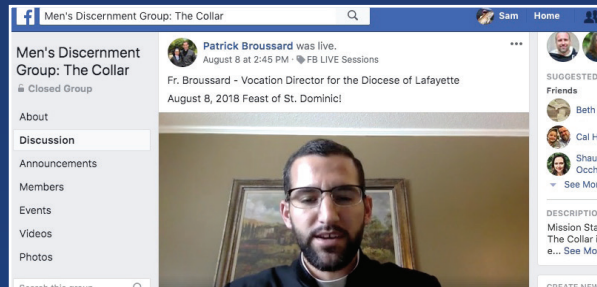 f Men's Discernment Group: The Collar
Sam Home
Men's Discernment
Group: The Collar
Closed Group
About
Discussion
Announcements
Members
Events
Videos
Photos
Patrick Broussard was live.
August 8 at 2:45 PM · FB LIVE Sessions
Fr. Broussard - Vocation Director for the Diocese of Lafayette
August 8, 2018 Feast of St. Dominic!
SUGGESTED
Friends
Beth
Cal H
Shau
Occh
See Mor
DESCRIPTIO
Mission Sta
The Collar i
e... See Mo